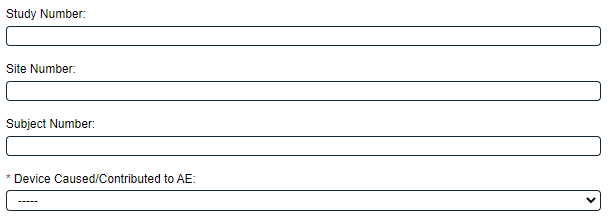 Study Number:
Site Number:
Subject Number:
* Device Caused/Contributed to AE:
-----